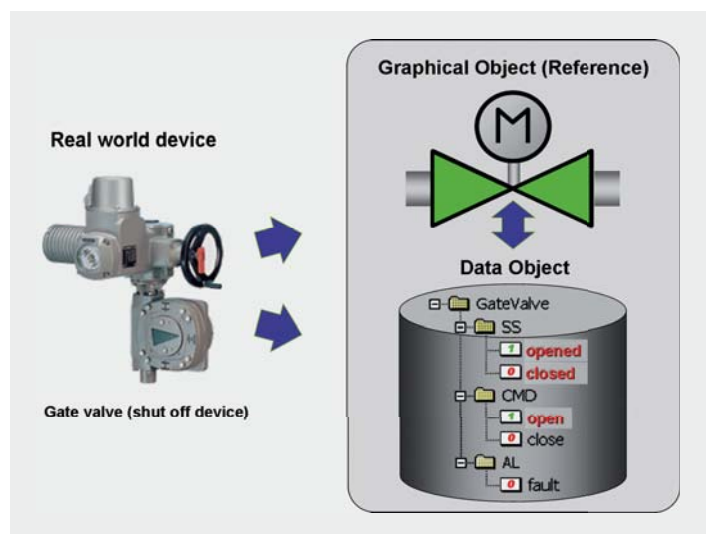 Graphical Object (Reference)
M
Real world device
Data Object
GateValve
SS
1 opened
0 closed
CMD
1 open
0 close
AL
0 fault
Gate valve (shut off device)